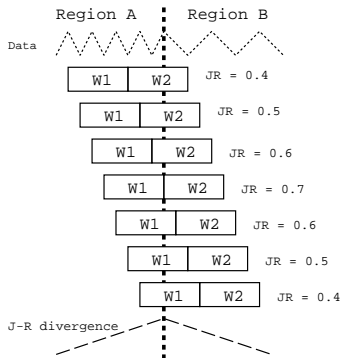 Region A Region B
Data
W1 W2 JR = 0.4
W1 W2 JR = 0.5
W1 W2 JR = 0.6
W1 W2 JR = 0.7
W1 W2 JR = 0.6
W1 W2 JR = 0.5
W1 W2 JR = 0.4
J-R divergence